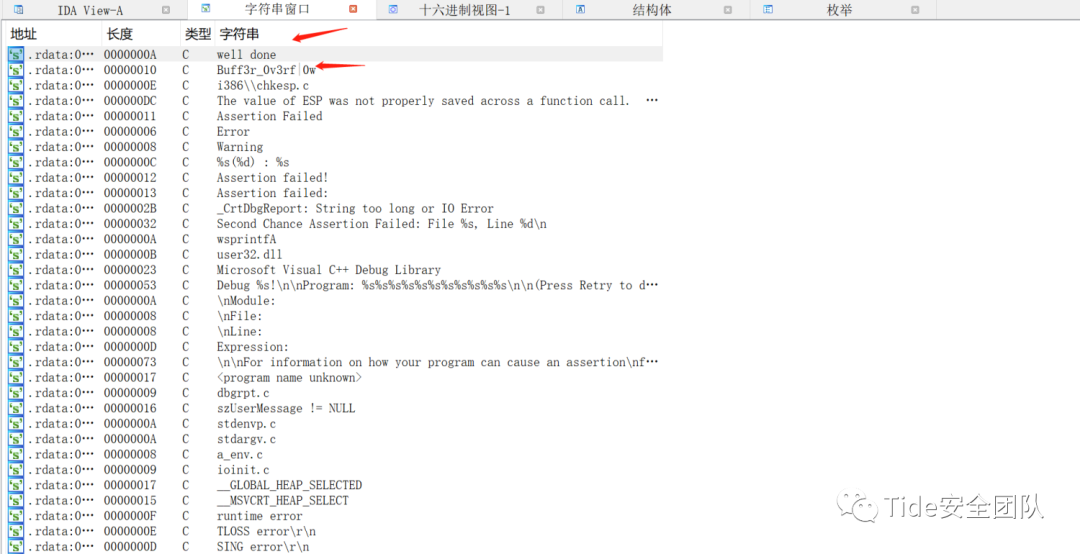 IDA View-A 字符串窗口 十六进制视图-1 结构体 枚举
地址 长度 类型 字符串
.rdata:0… 0000000A C well done
.rdata:0… 00000010 C Buff3r_0v3rf|0w
.rdata:0… 0000000E C i386\\chkesp.c
.rdata:0… 000000DC C The value of ESP was not properly saved across a function call. …
.rdata:0… 00000011 C Assertion Failed
.rdata:0… 00000006 C Error
.rdata:0… 00000008 C Warning
.rdata:0… 0000000C C %s(%d) : %s
.rdata:0… 00000012 C Assertion failed!
.rdata:0… 00000013 C Assertion failed:
.rdata:0… 0000002B C _CrtDbgReport: String too long or IO Error
.rdata:0… 00000032 C Second Chance Assertion Failed: File %s, Line %d\n
.rdata:0… 0000000A C wsprintfA
.rdata:0… 0000000B C user32.dll
.rdata:0… 00000023 C Microsoft Visual C++ Debug Library
.rdata:0… 00000053 C Debug %s!\n\nProgram: %s%s%s%s%s%s%s%s%s%s%s\n\n(Press Retry to d…
.rdata:0… 0000000A C \nModule:
.rdata:0… 00000008 C \nFile:
.rdata:0… 00000008 C \nLine:
.rdata:0… 0000000D C Expression:
.rdata:0… 00000073 C \n\nFor information on how your program can cause an assertion\nf…
.rdata:0… 00000017 C <program name unknown>
.rdata:0… 00000009 C dbgrpt.c
.rdata:0… 00000016 C szUserMessage != NULL
.rdata:0… 0000000A C stdenvp.c
.rdata:0… 0000000A C stdargv.c
.rdata:0… 00000008 C a_env.c
.rdata:0… 00000009 C ioinit.c
.rdata:0… 00000017 C __GLOBAL_HEAP_SELECTED
.rdata:0… 00000015 C __MSVCRT_HEAP_SELECT
.rdata:0… 0000000F C runtime error
.rdata:0… 0000000E C TLOSS error\r\n
.rdata:0… 0000000D C SING error\r\n
Tide安全团队